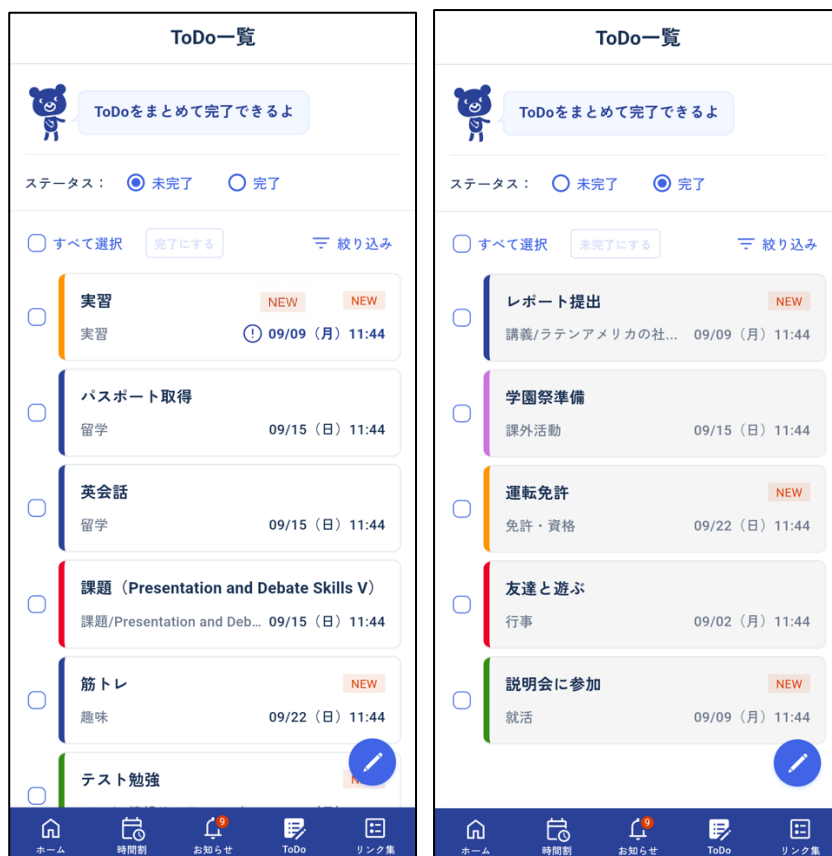 ToDo一覧
ToDoをまとめて完了できるよ
ステータス： 未完了 完了
すべて選択 完了にする 絞り込み
実習 NEW NEW
実習 09/09（月）11:44
パスポート取得
留学 09/15（日）11:44
英会話
留学 09/15（日）11:44
課題（Presentation and Debate Skills V）
課題/Presentation and Deb... 09/15（日）11:44
筋トレ NEW
趣味 09/22（日）11:44
テスト勉強
ホーム 時間割 9 お知らせ ToDo リンク集
ToDo一覧
ToDoをまとめて完了できるよ
ステータス： 未完了 完了
すべて選択 未完了にする 絞り込み
レポート提出 NEW
講義/ラテンアメリカの社... 09/09（月）11:44
学園祭準備
課外活動 09/15（日）11:44
運転免許 NEW
免許・資格 09/22（日）11:44
友達と遊ぶ
行事 09/02（月）11:44
説明会に参加 NEW
就活 09/09（月）11:44
ホーム 時間割 9 お知らせ ToDo リンク集